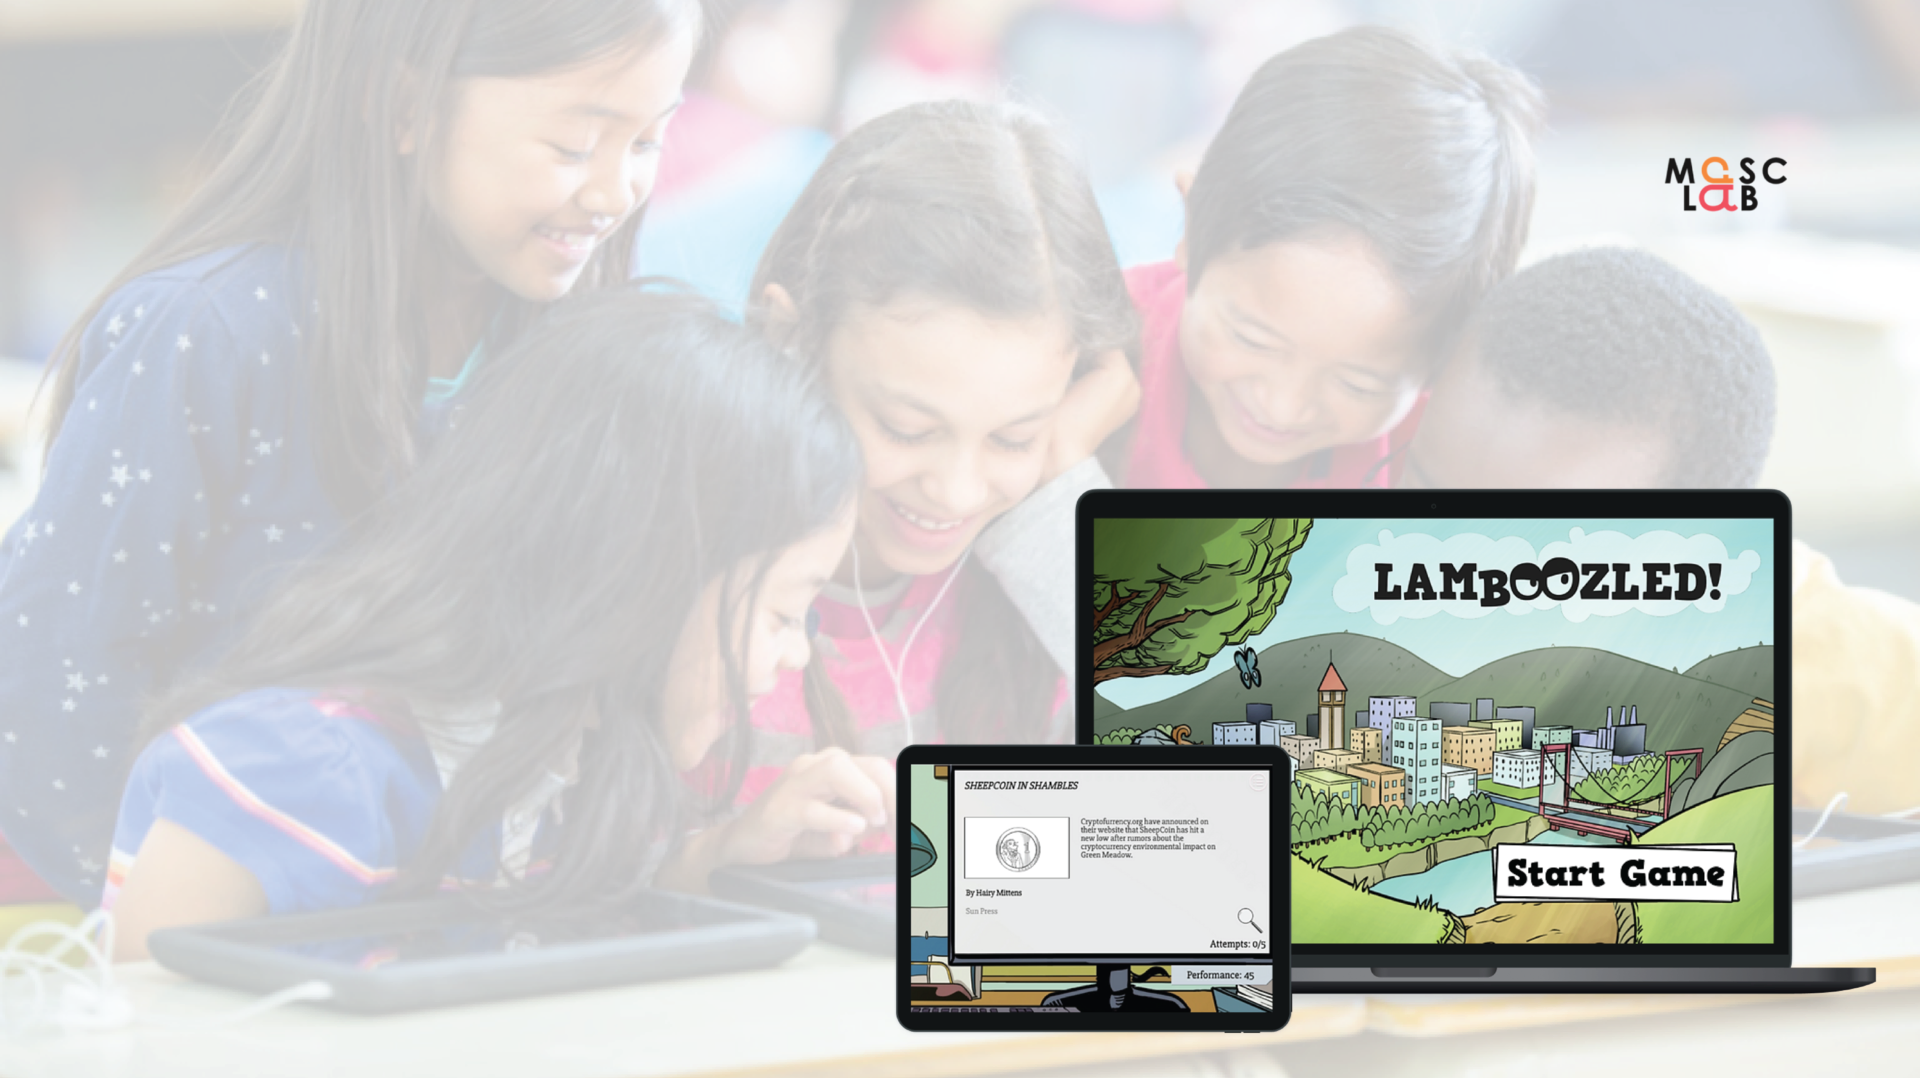 MaSC
LaB
LAMBOOZLED!
Start Game
SHEEPCOIN IN SHAMBLES
Cryptofurrency.org have announced on
their website that SheepCoin has hit a
new low after rumors about the
cryptocurrency environmental impact on
Green Meadow.
By Hairy Mittens
Sun Press
Attempts: 0/5
Performance: 45